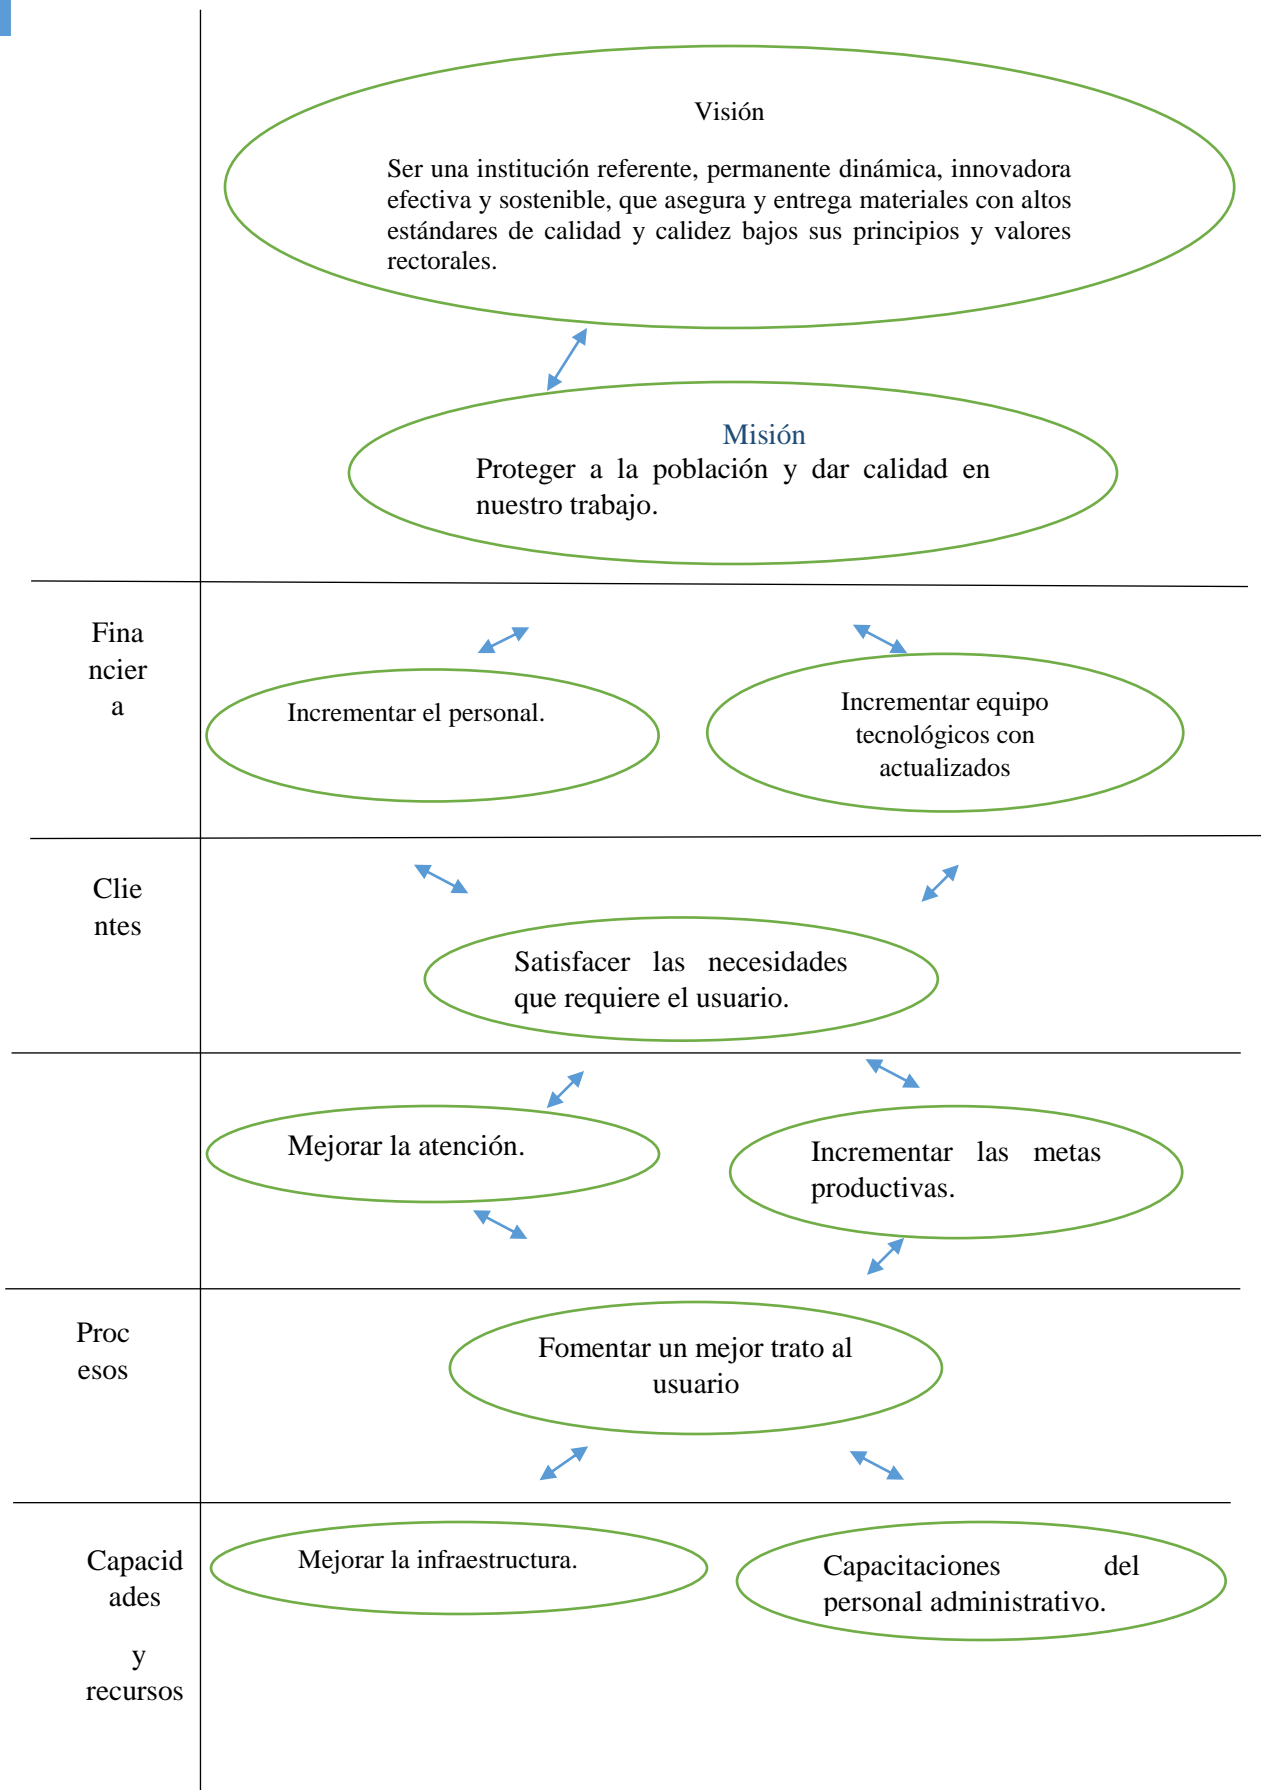 Visión
Ser una institución referente, permanente dinámica, innovadora
efectiva y sostenible, que asegura y entrega materiales con altos
estándares de calidad y calidez bajos sus principios y valores
rectorales.
Misión
Proteger a la población y dar calidad en
nuestro trabajo.
Fina
ncier
a
Incrementar el personal.
Incrementar equipo
tecnológicos con
actualizados
Clie
ntes
Satisfacer las necesidades
que requiere el usuario.
Mejorar la atención.
Incrementar las metas
productivas.
Proc
esos
Fomentar un mejor trato al
usuario
Capacid
ades
y
recursos
Mejorar la infraestructura.
Capacitaciones del
personal administrativo.